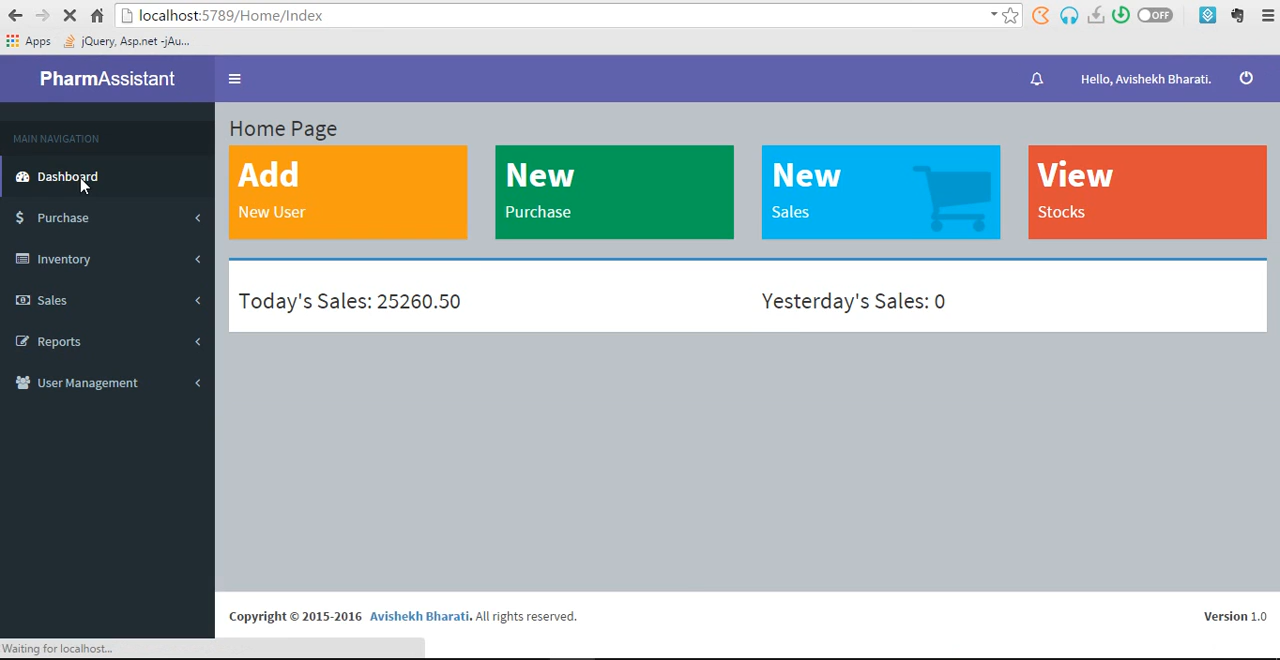 localhost:5789/Home/Index
OFF
Apps
jQuery, Asp.net -jAu...
PharmAssistant
Hello, Avishekh Bharati.
MAIN NAVIGATION
Dashboard
Purchase
Inventory
Sales
Reports
User Management
Home Page
Add
New User
New
Purchase
New
Sales
View
Stocks
Today's Sales: 25260.50
Yesterday's Sales: 0
Copyright © 2015-2016 Avishekh Bharati. All rights reserved.
Version 1.0
Waiting for localhost...